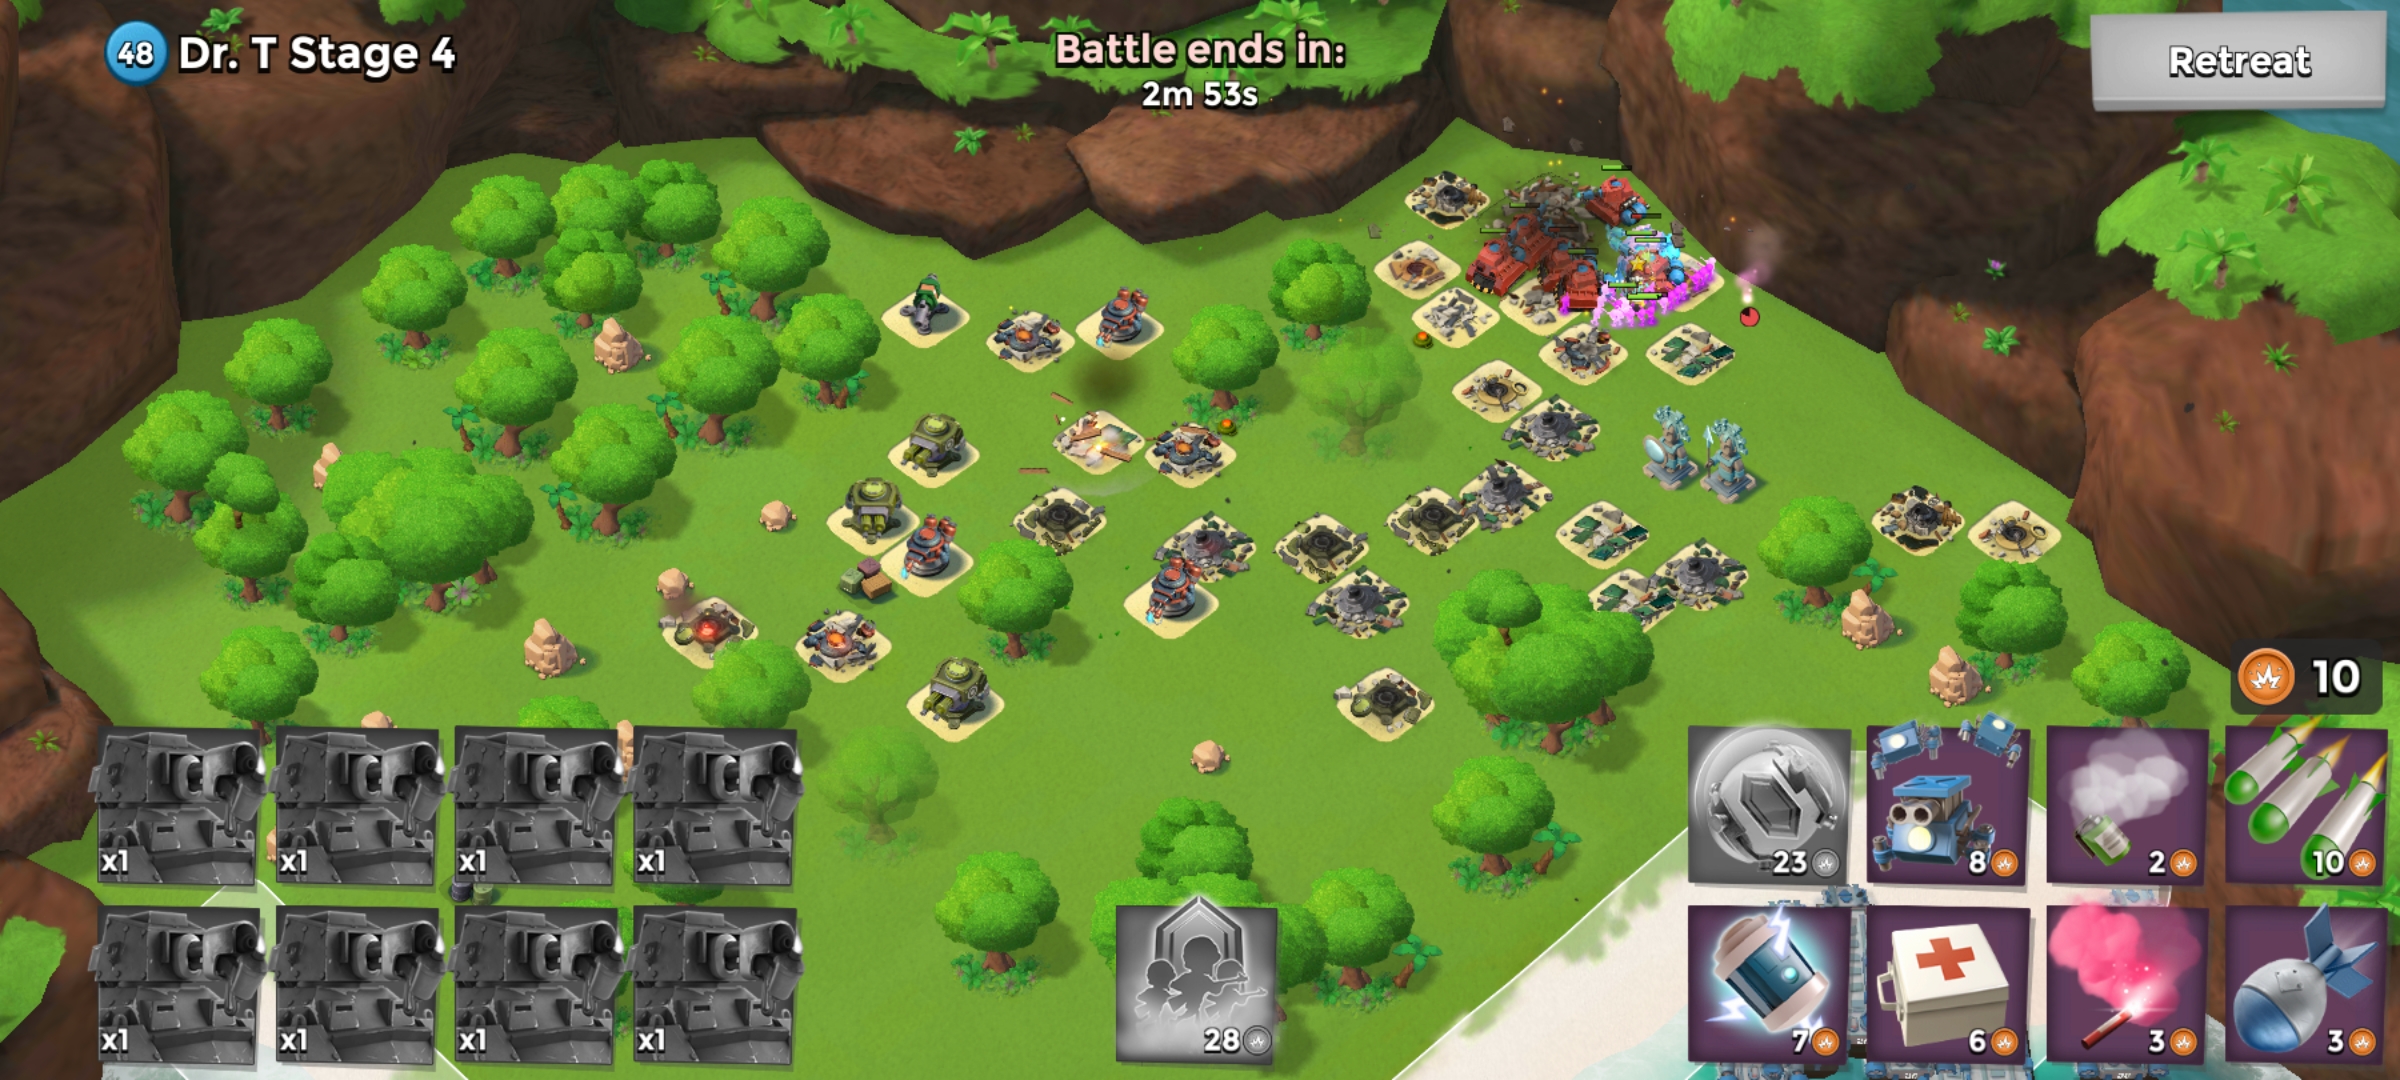 48 Dr. T Stage 4
Battle ends in:
2m 53s
Retreat
10
x1 x1 x1 x1
23 8 2 10
x1 x1 x1 x1
28
7 6 3 3